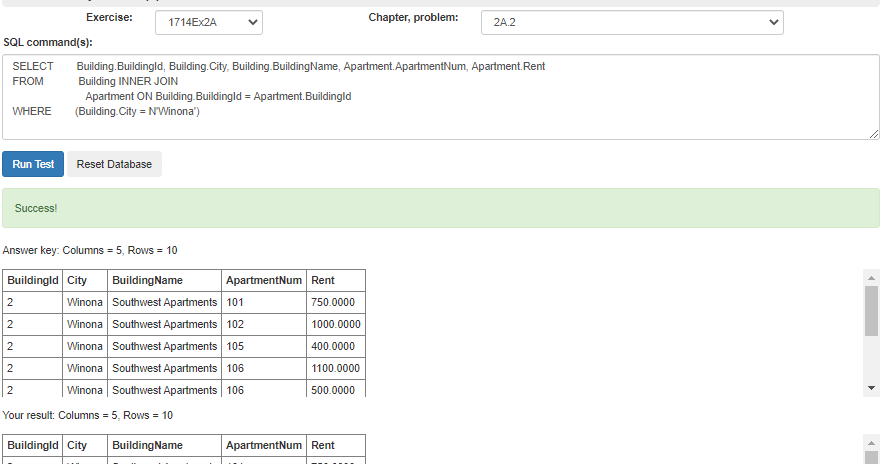 Exercise: 1714Ex2A Chapter, problem: 2A.2
SQL command(s):
SELECT Building.BuildingId, Building.City, Building.BuildingName, Apartment.ApartmentNum, Apartment.Rent
FROM Building INNER JOIN
Apartment ON Building.BuildingId = Apartment.BuildingId
WHERE (Building.City = N'Winona')
Run Test Reset Database
Success!
Answer key: Columns = 5, Rows = 10
BuildingId City BuildingName ApartmentNum Rent
2 Winona Southwest Apartments 101 750.0000
2 Winona Southwest Apartments 102 1000.0000
2 Winona Southwest Apartments 105 400.0000
2 Winona Southwest Apartments 106 1100.0000
2 Winona Southwest Apartments 106 500.0000
Your result: Columns = 5, Rows = 10
BuildingId City BuildingName ApartmentNum Rent